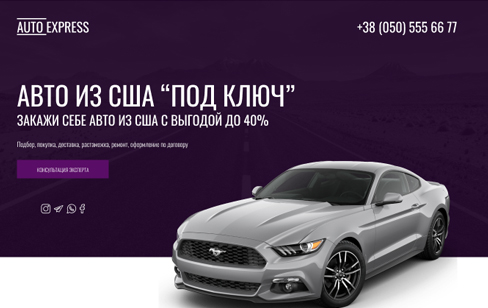 AUTO EXPRESS
+38 (050) 555 66 77
АВТО ИЗ США “ПОД КЛЮЧ”
ЗАКАЖИ СЕБЕ АВТО ИЗ США С ВЫГОДОЙ ДО 40%
Подбор, покупка, доставка, растаможка, ремонт, оформление по договору
КОНСУЛЬТАЦИЯ ЭКСПЕРТА